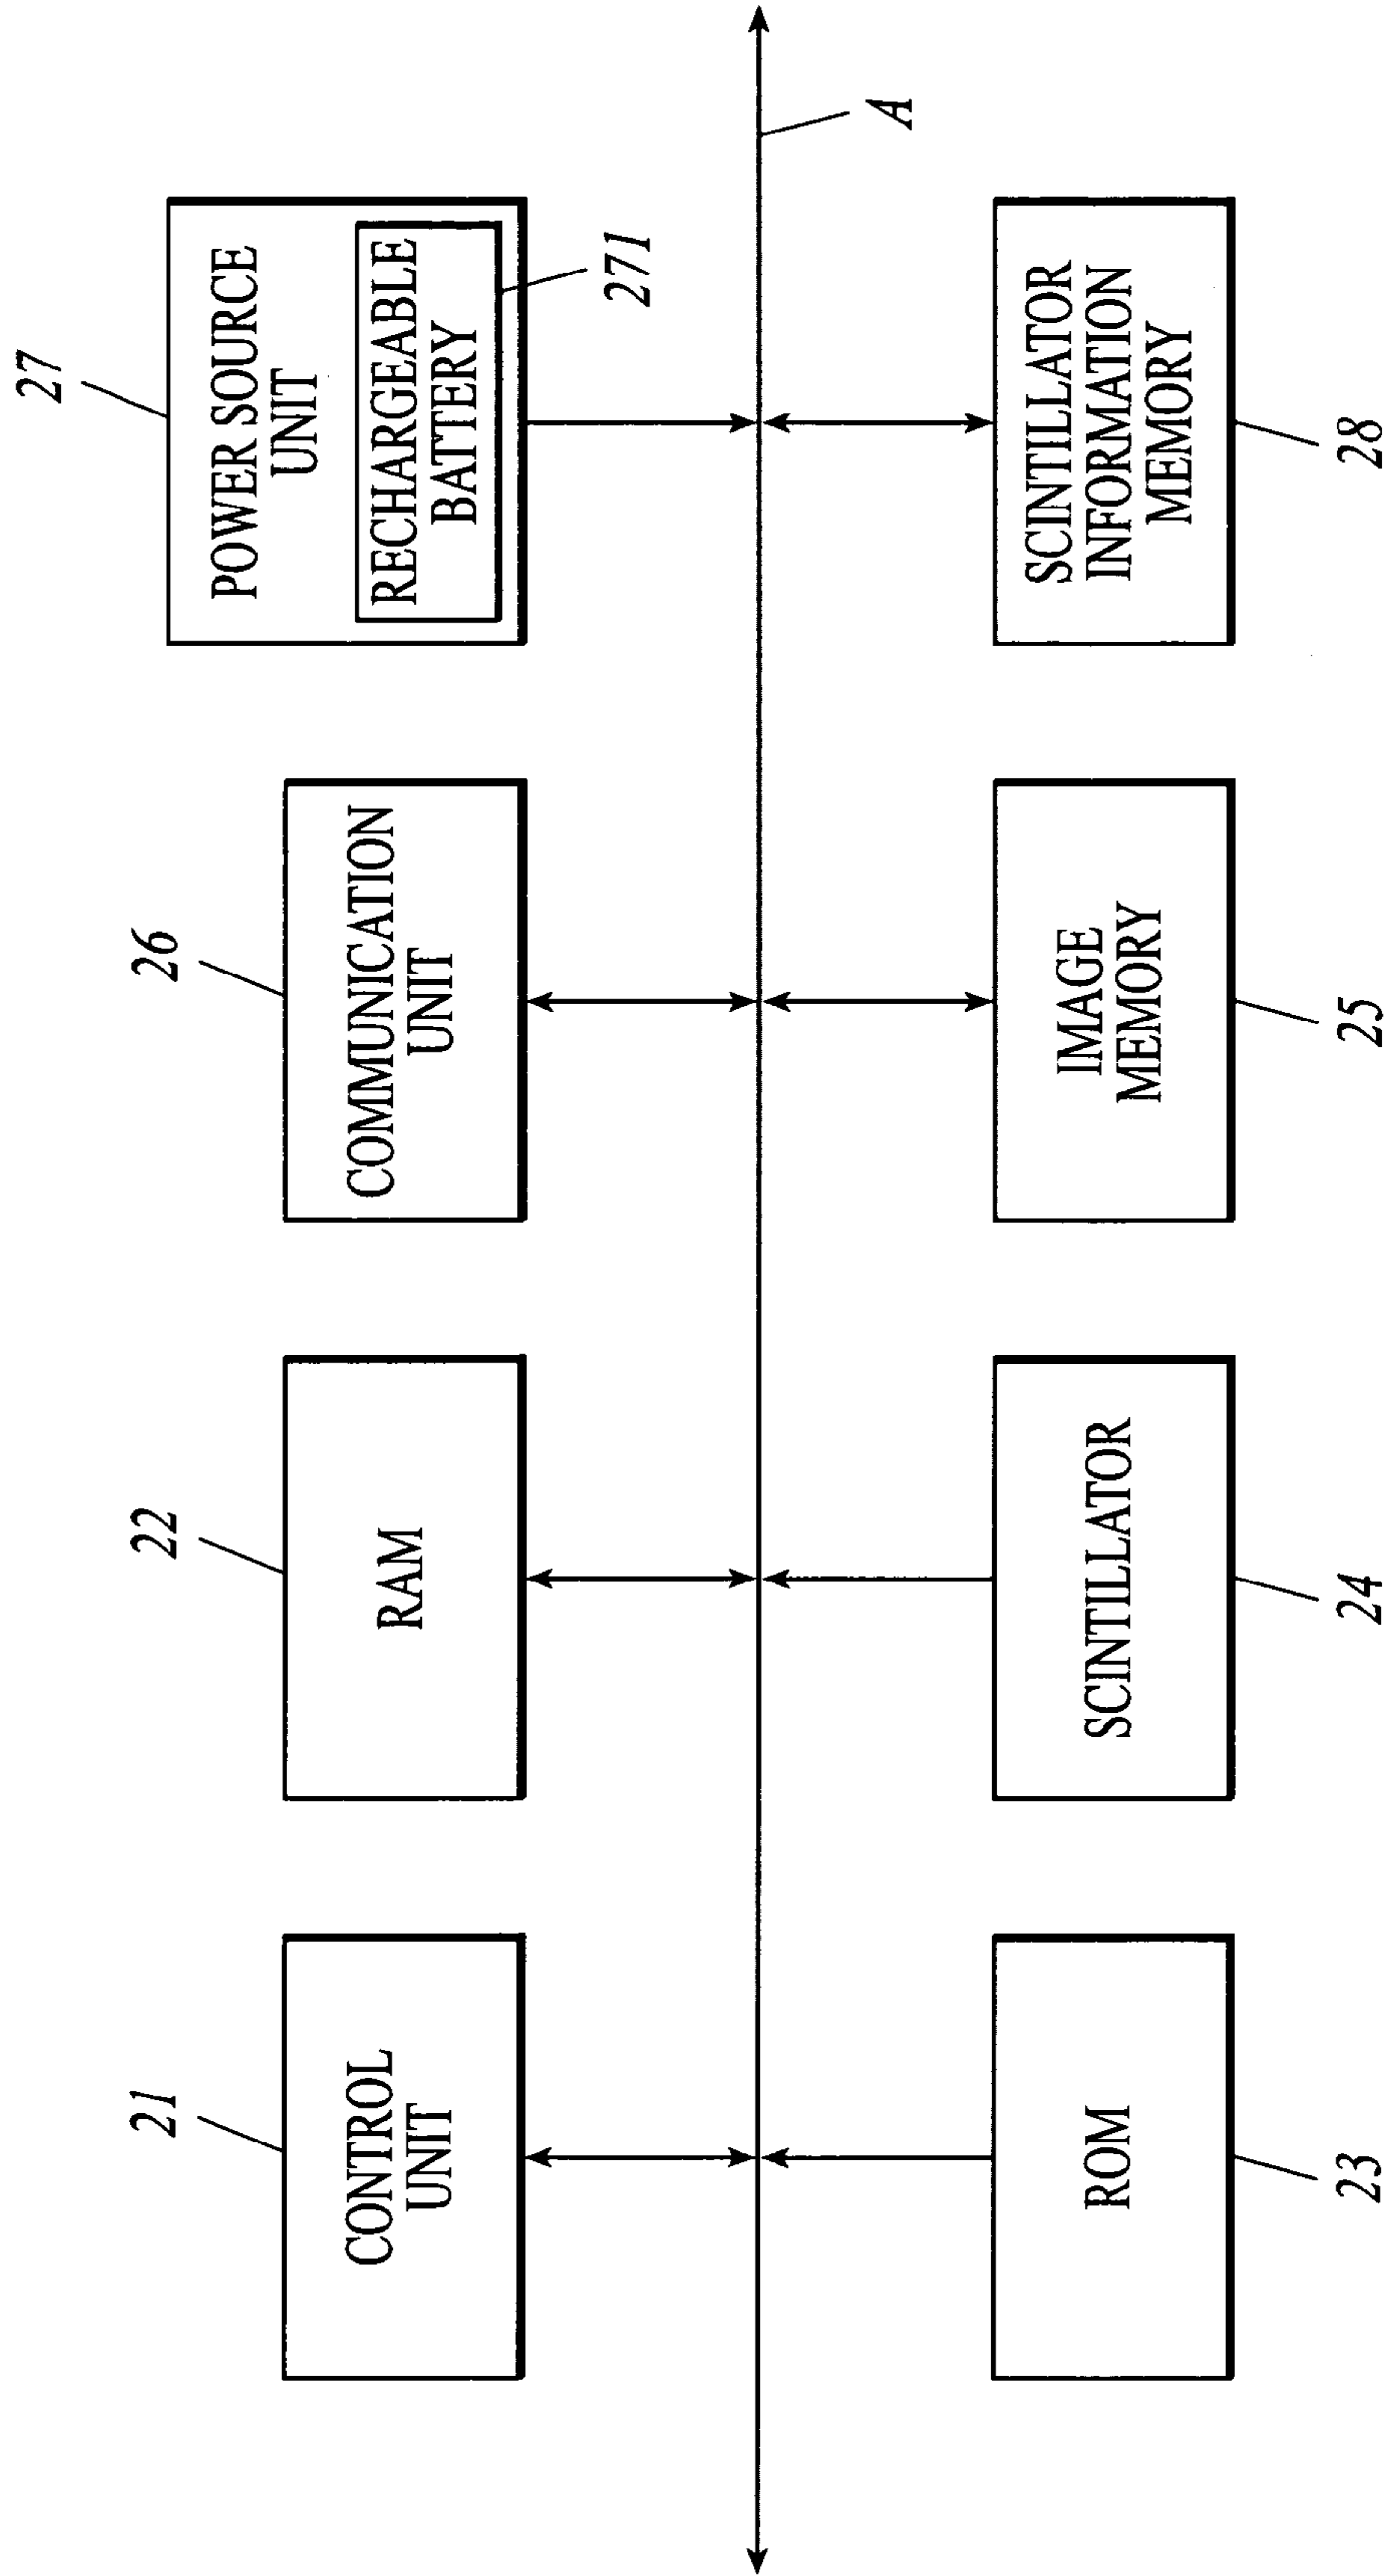 21
CONTROL
UNIT
22
RAM
26
COMMUNICATION
UNIT
27
POWER SOURCE
UNIT
RECHARGEABLE
BATTERY
271
A
ROM
23
SCINTILLATOR
24
IMAGE
MEMORY
25
SCINTILLATOR
INFORMATION
MEMORY
28